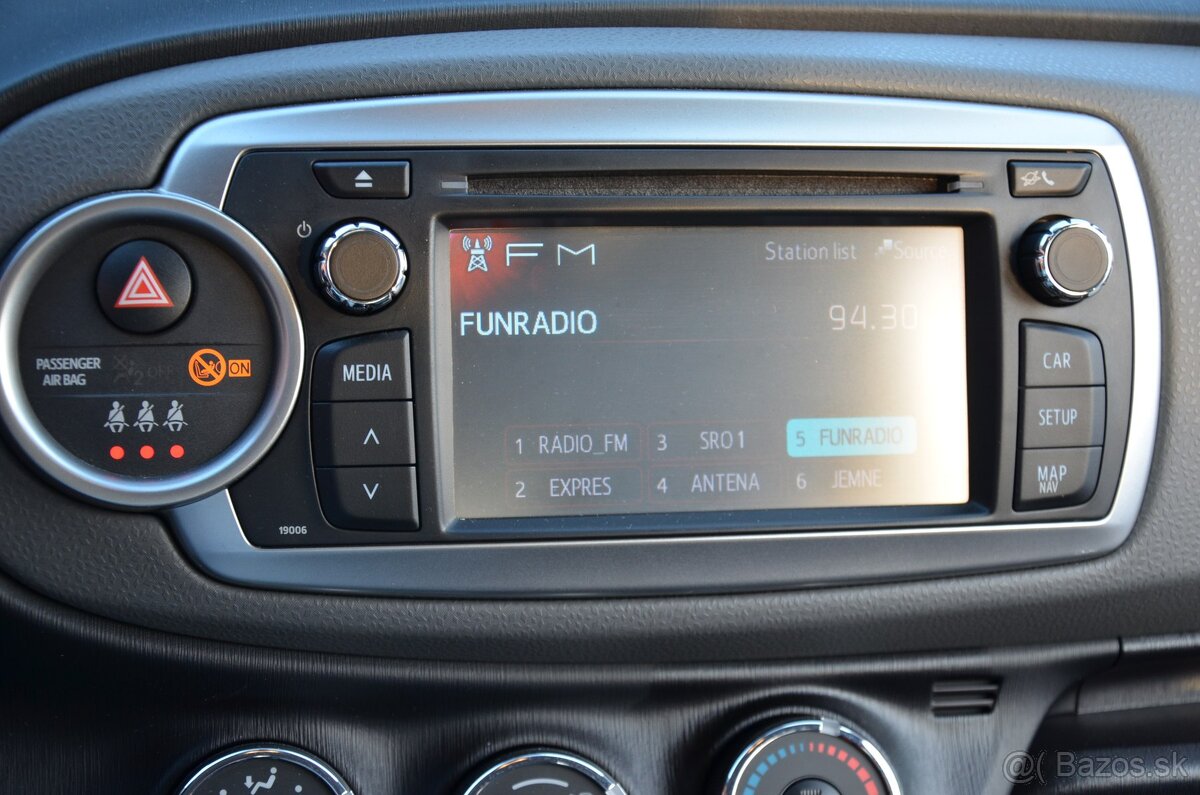 FM
Station list Source
FUNRADIO 94.30
1 RADIO_FM 3 SRO1 5 FUNRADIO
2 EXPRES 4 ANTENA 6 JEMNE
MEDIA
CAR
SETUP
MAP
NAV
PASSENGER
AIR BAG
2 OFF
ON
19006
@( Bazos.sk